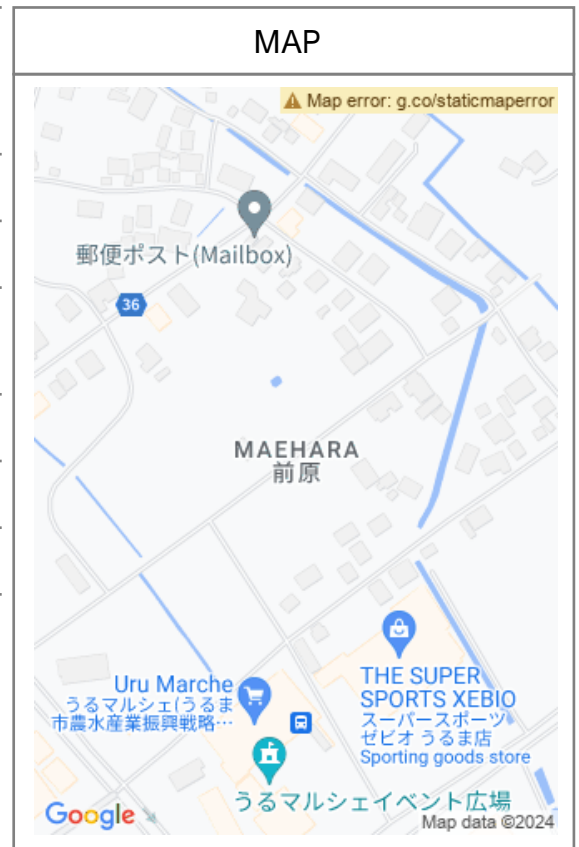 MAP
Map error: g.co/staticmaperror
郵便ポスト(Mailbox)
36
MAEHARA
前原
Uru Marche
うるマルシェ(うるま
市農水産業振興戦略…
THE SUPER
SPORTS XEBIO
スーパースポーツ
ゼビオ うるま店
Sporting goods store
うるマルシェイベント広場
Google
Map data ©2024